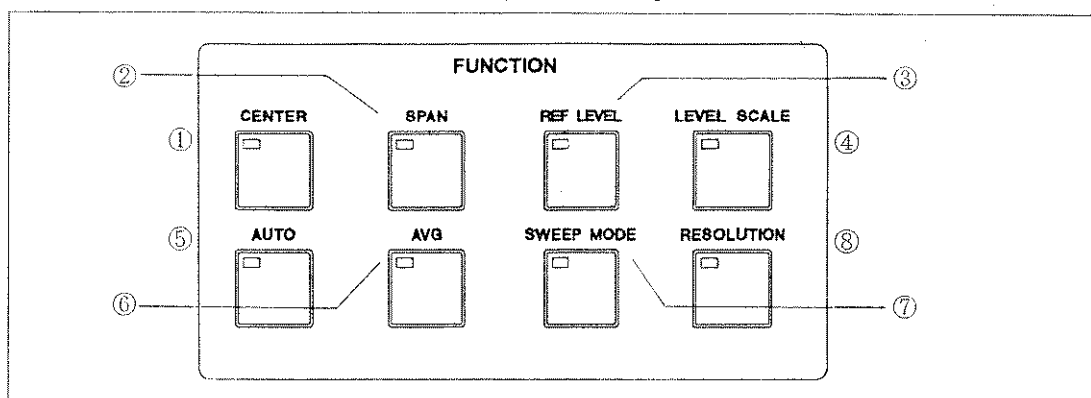 FUNCTION
② ③
CENTER SPAN REF LEVEL LEVEL SCALE
① ④
⑤ AUTO AVG SWEEP MODE RESOLUTION ⑧
⑥ ⑦